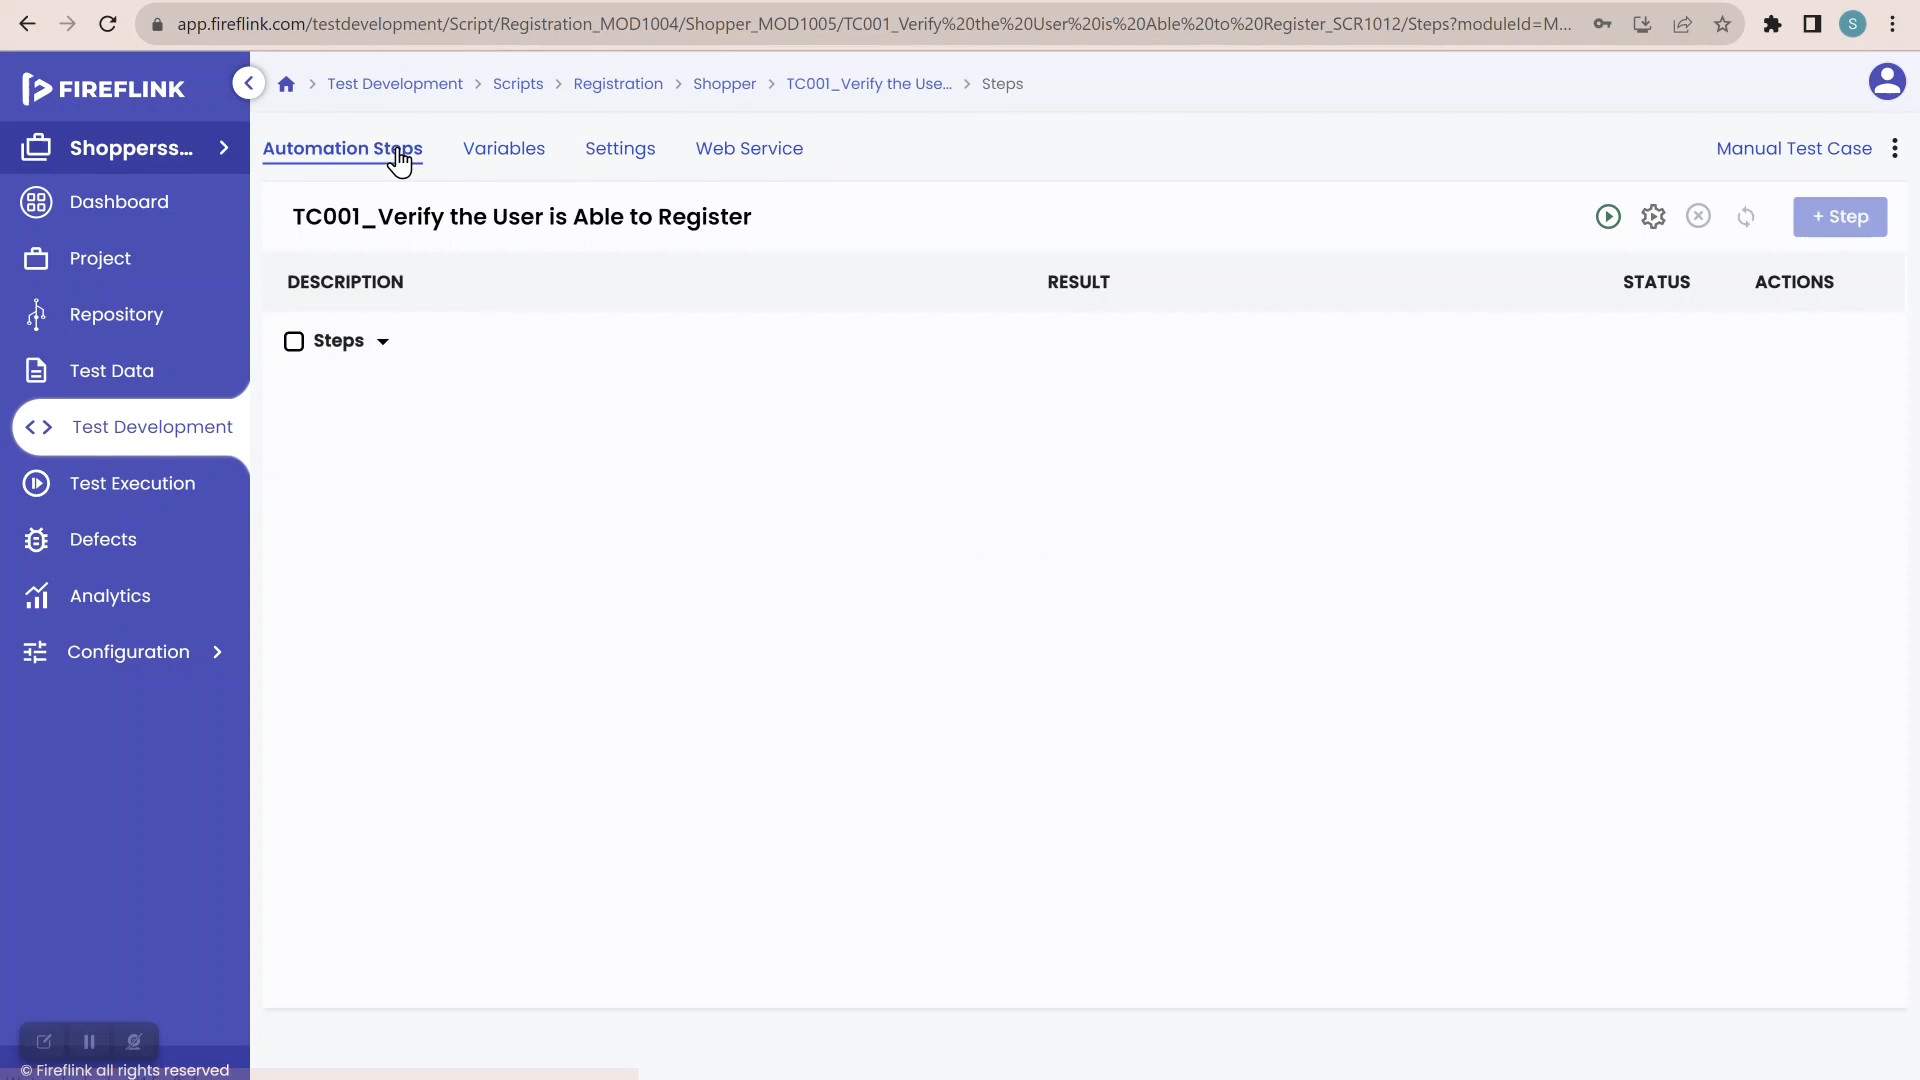 app.fireflink.com/testdevelopment/Script/Registration_MOD1004/Shopper_MOD1005/TC001_Verify%20the%20User%20is%20Able%20to%20Register_SCR1012/Steps?moduleId=M...
S
FIREFLINK
Test Development
Scripts
Registration
Shopper
TC001_Verify the Use...
Steps
Shopperss...
Automation Steps
Variables
Settings
Web Service
Manual Test Case
Dashboard
TC001_Verify the User is Able to Register
+ Step
Project
DESCRIPTION
RESULT
STATUS
ACTIONS
Repository
Steps
Test Data
Test Development
Test Execution
Defects
Analytics
Configuration
© Fireflink all rights reserved